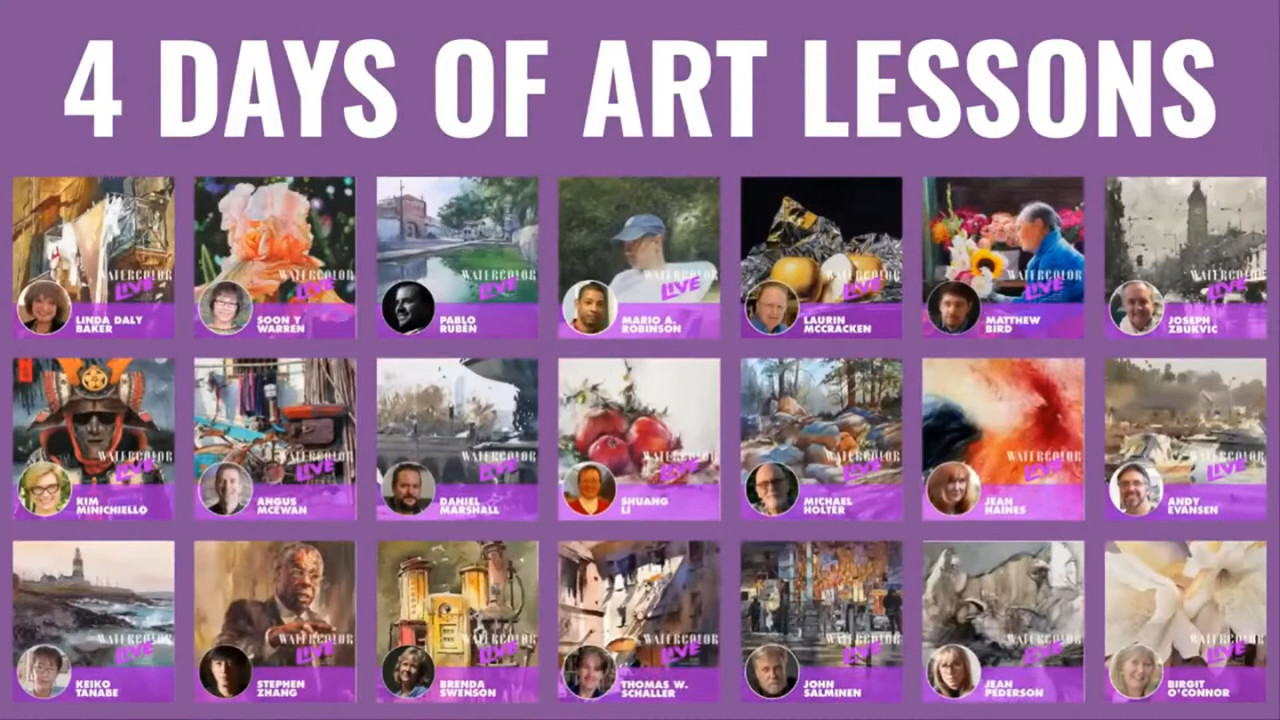 4 DAYS OF ART LESSONS
WATERCOLOR
LIVE
LINDA DALY
BAKER
WATERCOLOR
LIVE
SOON Y
WARREN
WATERCOLOR
LIVE
PABLO
RUBÉN
WATERCOLOR
LIVE
MARIO A.
ROBINSON
WATERCOLOR
LIVE
LAURIN
MCCRACKEN
WATERCOLOR
LIVE
MATTHEW
BIRD
WATERCOLOR
LIVE
JOSEPH
ZBUKVIC
WATERCOLOR
LIVE
KIM
MINICHIELLO
WATERCOLOR
LIVE
ANGUS
MCEWAN
WATERCOLOR
LIVE
DANIEL
MARSHALL
WATERCOLOR
LIVE
SHUANG
LI
WATERCOLOR
LIVE
MICHAEL
HOLTER
WATERCOLOR
LIVE
JEAN
HAINES
WATERCOLOR
LIVE
ANDY
EVANSEN
WATERCOLOR
LIVE
KEIKO
TANABE
WATERCOLOR
LIVE
STEPHEN
ZHANG
WATERCOLOR
LIVE
BRENDA
SWENSON
WATERCOLOR
LIVE
THOMAS W.
SCHALLER
WATERCOLOR
LIVE
JOHN
SALMINEN
WATERCOLOR
LIVE
JEAN
PEDERSON
WATERCOLOR
LIVE
BIRGIT
O'CONNOR